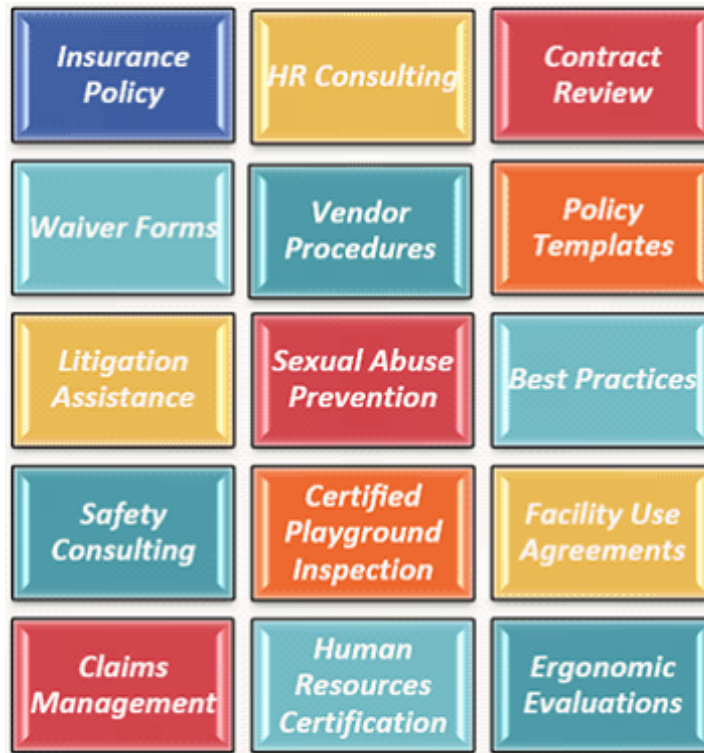 Insurance
Policy
HR Consulting
Contract
Review
Waiver Forms
Vendor
Procedures
Policy
Templates
Litigation
Assistance
Sexual Abuse
Prevention
Best Practices
Safety
Consulting
Certified
Playground
Inspection
Facility Use
Agreements
Claims
Management
Human
Resources
Certification
Ergonomic
Evaluations